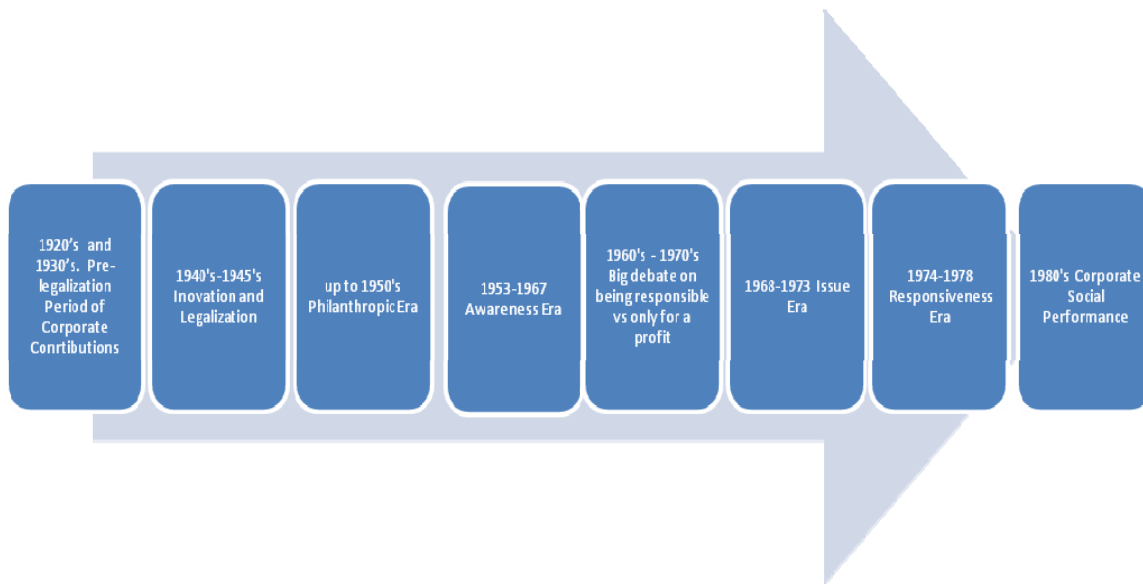 1920's and
1930's. Pre-
legalization
Period of
Corporate
Conrtibutions
1940's-1945's
Inovation and
Legalization
up to 1950's
Philanthropic Era
1953-1967
Awareness Era
1960's - 1970's
Big debate on
being responsible
vs only for a
profit
1968-1973 Issue
Era
1974-1978
Responsiveness
Era
1980's Corporate
Social
Performance